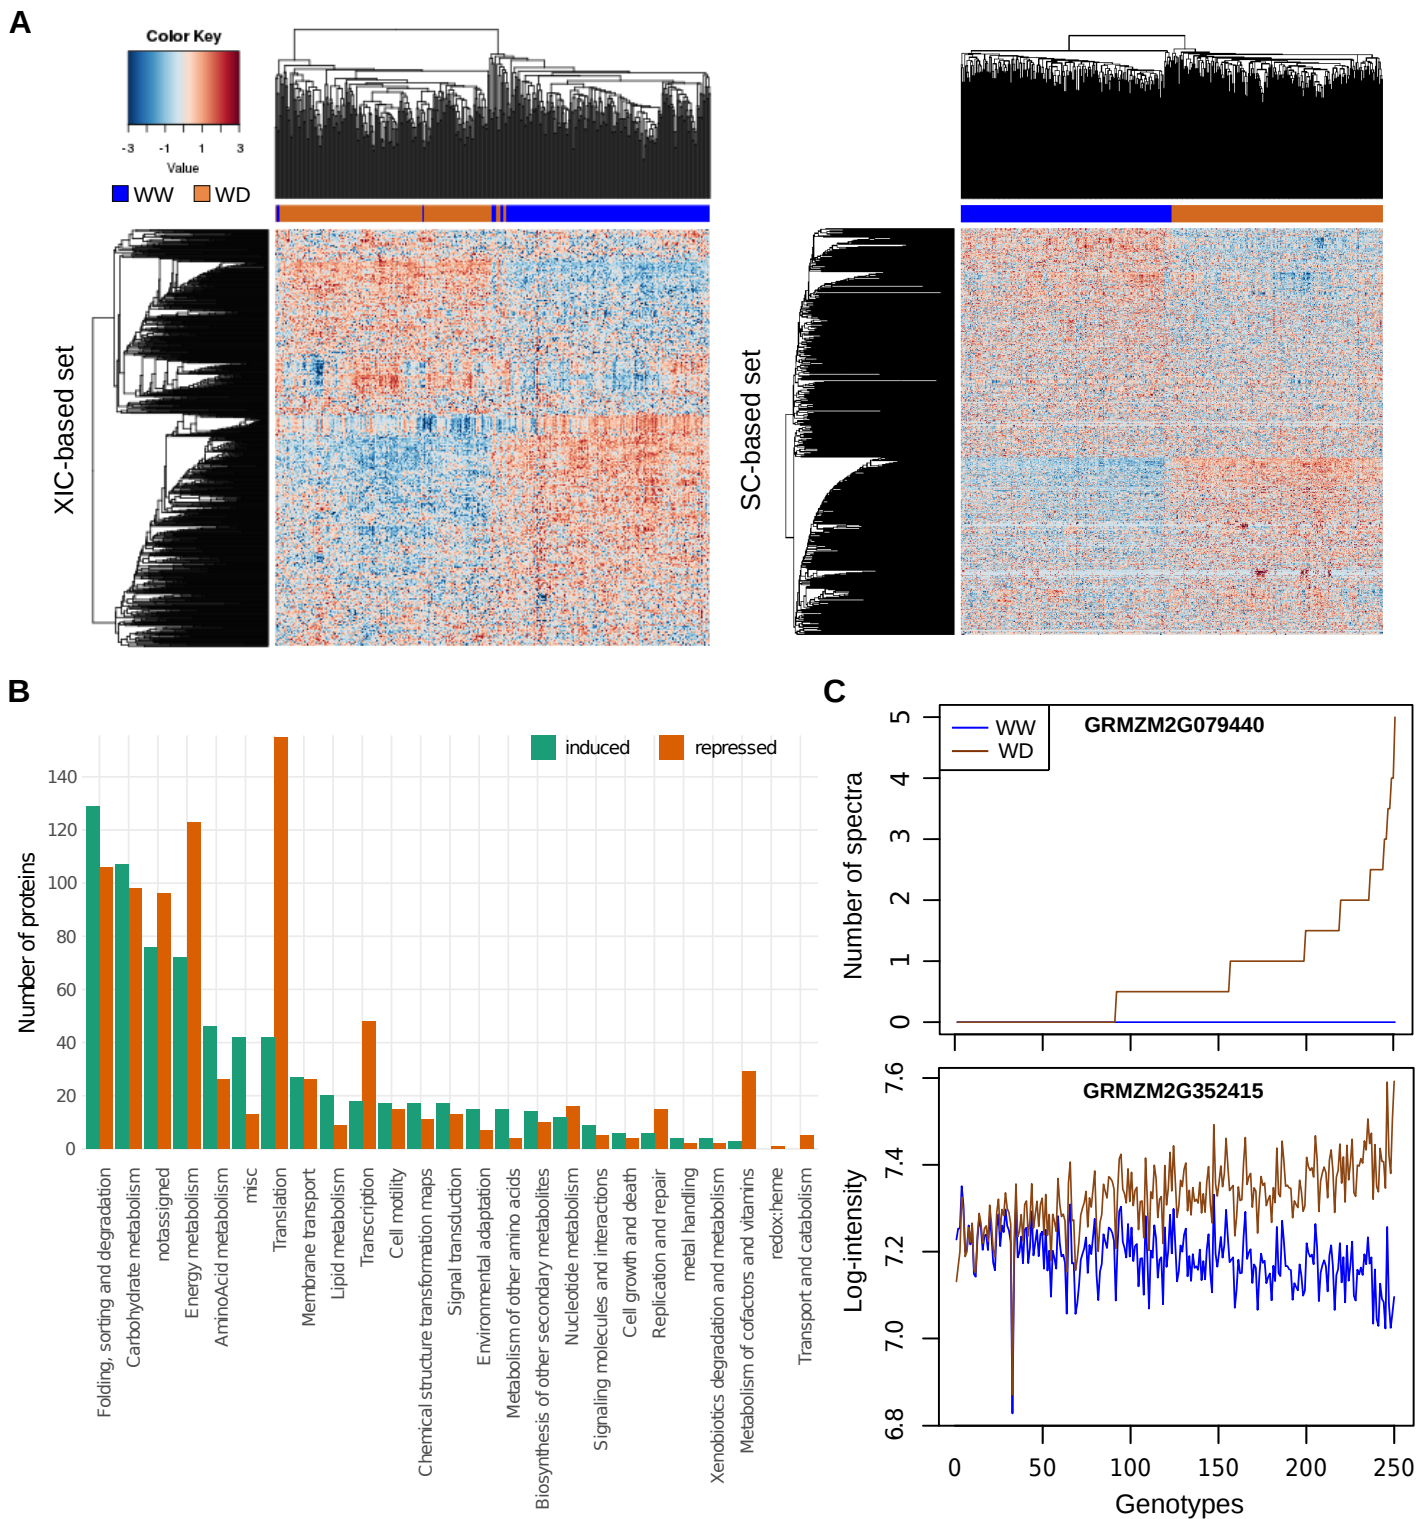 A
Color Key
-3 -1 1 3
Value
WW WD
XIC-based set
SC-based set
B
induced repressed
Number of proteins
140
120
100
80
60
40
20
0
Folding, sorting and degradation
Carbohydrate metabolism
notassigned
Energy metabolism
AminoAcid metabolism
misc
Translation
Membrane transport
Lipid metabolism
Transcription
Cell motility
Chemical structure transformation maps
Signal transduction
Environmental adaptation
Metabolism of other amino acids
Biosynthesis of other secondary metabolites
Nucleotide metabolism
Signaling molecules and interactions
Cell growth and death
Replication and repair
metal handling
Xenobiotics degradation and metabolism
Metabolism of cofactors and vitamins
redox:heme
Transport and catabolism
C
WW
WD
GRMZM2G079440
Number of spectra
5
4
3
2
1
0
GRMZM2G352415
Log-intensity
7.6
7.4
7.2
7.0
6.8
0 50 100 150 200 250
Genotypes